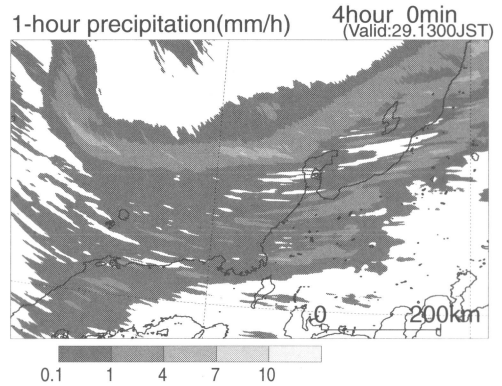 1-hour precipitation(mm/h)
4hour 0min
(Valid:29.1300JST)
0 200km
0.1 1 4 7 10